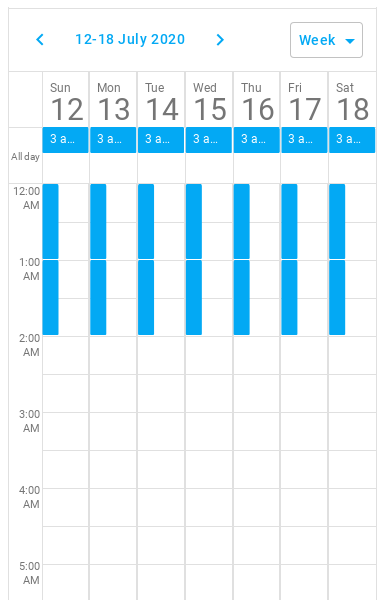 12-18 July 2020
Week
Sun Mon Tue Wed Thu Fri Sat
12 13 14 15 16 17 18
3 a... 3 a... 3 a... 3 a... 3 a... 3 a... 3 a...
All day
12:00
AM
1:00
AM
2:00
AM
3:00
AM
4:00
AM
5:00
AM